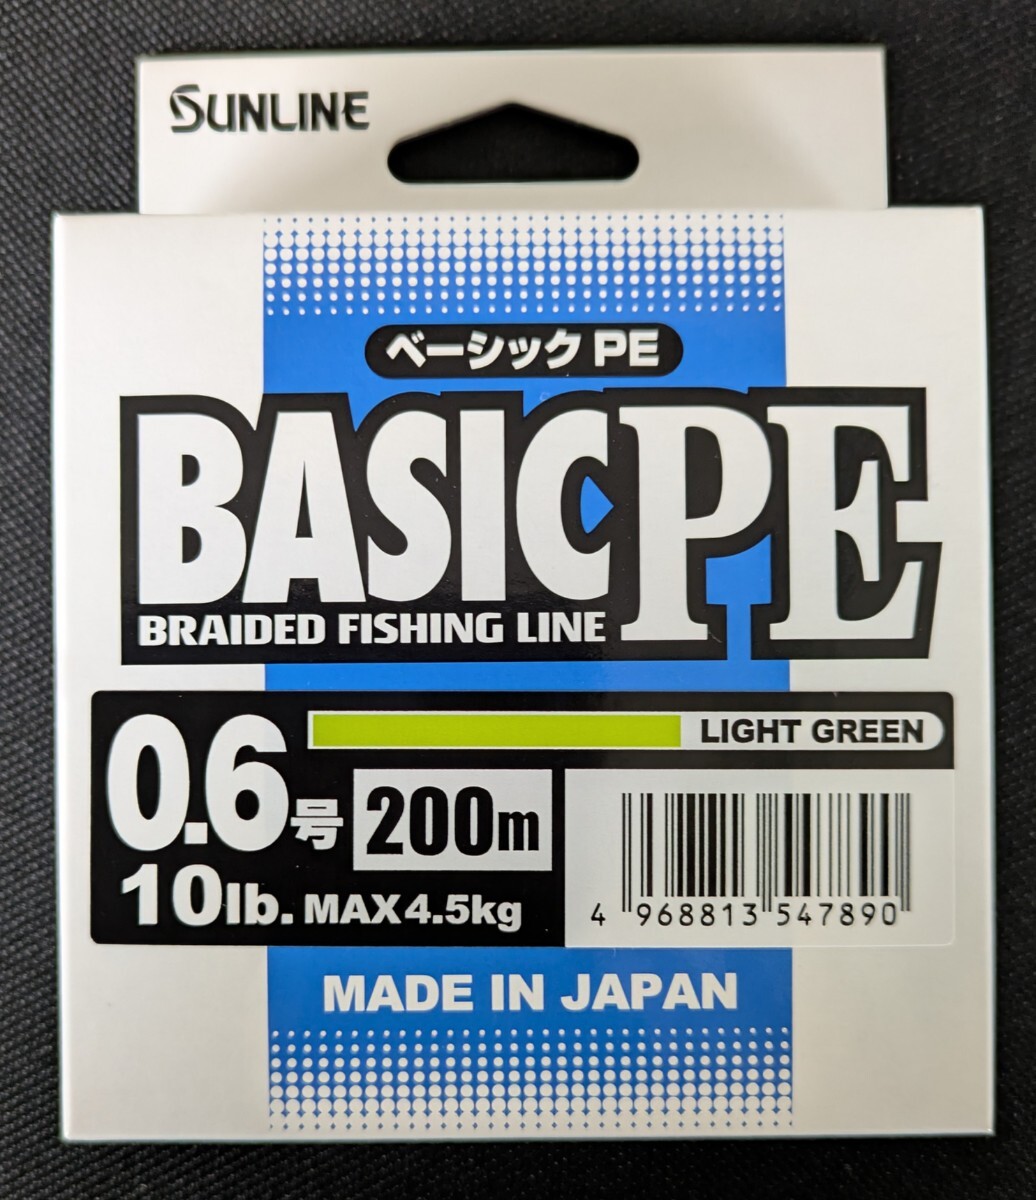 SUNLINE
ベーシック PE
BASIC PE
BRAIDED FISHING LINE
LIGHT GREEN
0.6号 200m
10lb. MAX 4.5kg
4 968813 547890
MADE IN JAPAN